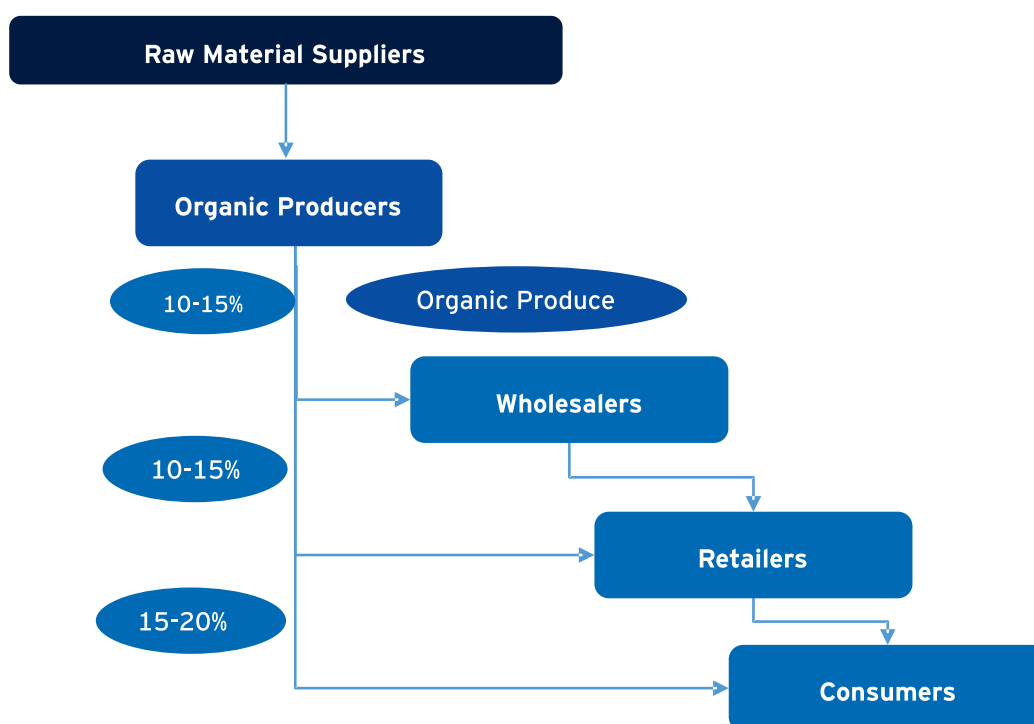 Raw Material Suppliers
Organic Producers
10-15%
Organic Produce
Wholesalers
10-15%
Retailers
15-20%
Consumers